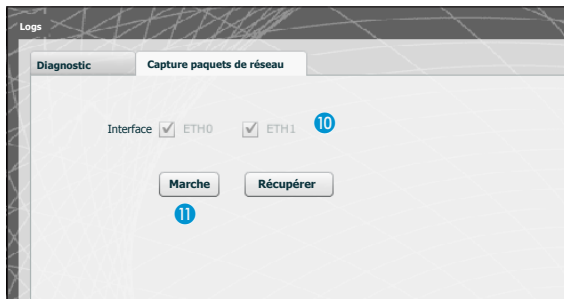 Logs
Diagnostic Capture paquets de réseau
Interface ETH0 ETH1 10
Marche Récupérer
11